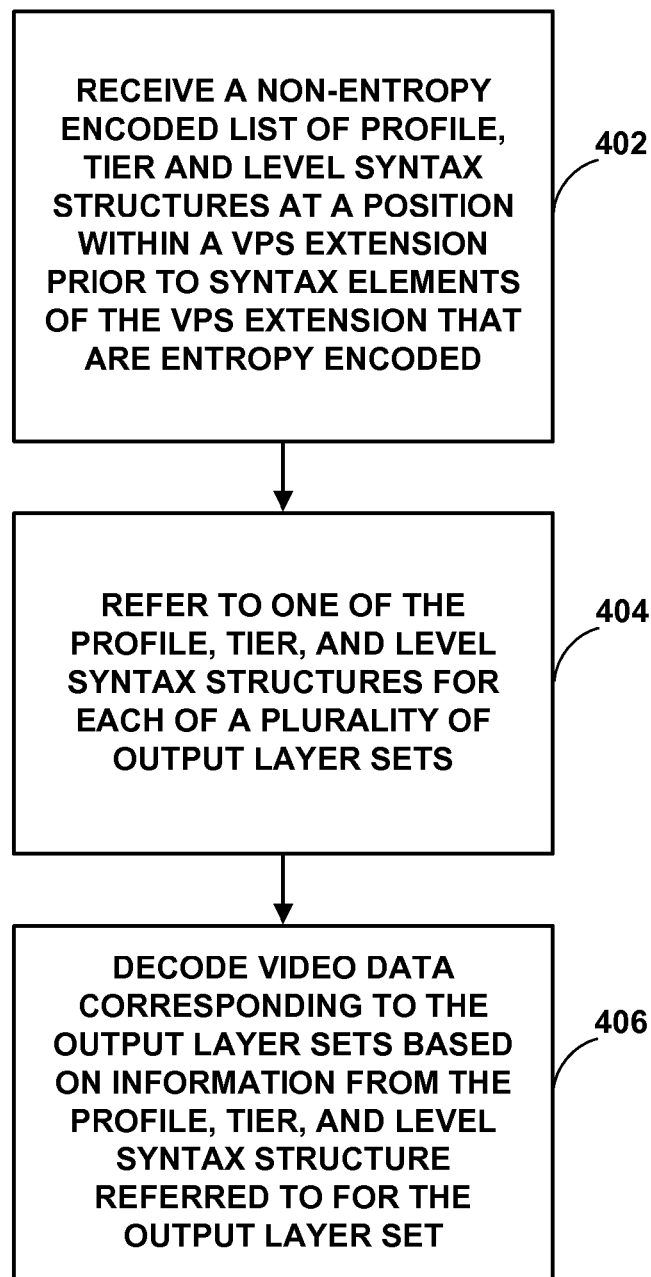 RECEIVE A NON-ENTROPY
ENCODED LIST OF PROFILE,
TIER AND LEVEL SYNTAX
STRUCTURES AT A POSITION
WITHIN A VPS EXTENSION
PRIOR TO SYNTAX ELEMENTS
OF THE VPS EXTENSION THAT
ARE ENTROPY ENCODED
402
REFER TO ONE OF THE
PROFILE, TIER, AND LEVEL
SYNTAX STRUCTURES FOR
EACH OF A PLURALITY OF
OUTPUT LAYER SETS
404
DECODE VIDEO DATA
CORRESPONDING TO THE
OUTPUT LAYER SETS BASED
ON INFORMATION FROM THE
PROFILE, TIER, AND LEVEL
SYNTAX STRUCTURE
REFERRED TO FOR THE
OUTPUT LAYER SET
406